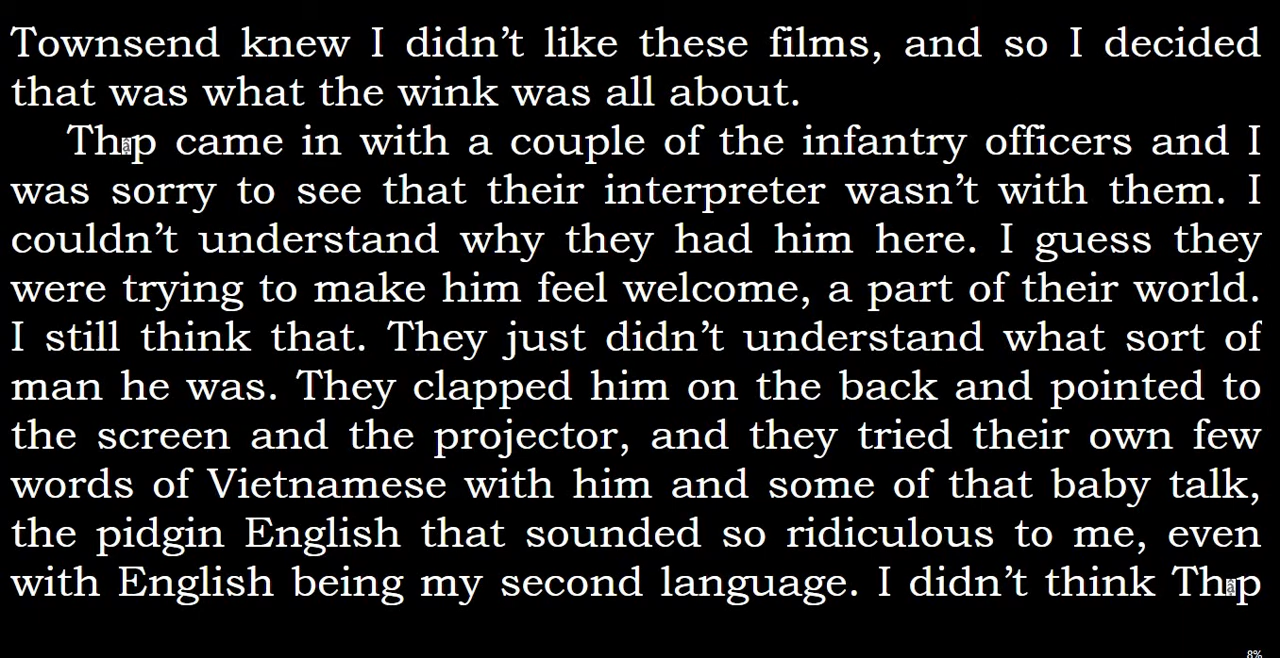 Townsend knew I didn’t like these films, and so I decided
that was what the wink was all about.
Thập came in with a couple of the infantry officers and I
was sorry to see that their interpreter wasn’t with them. I
couldn’t understand why they had him here. I guess they
were trying to make him feel welcome, a part of their world.
I still think that. They just didn’t understand what sort of
man he was. They clapped him on the back and pointed to
the screen and the projector, and they tried their own few
words of Vietnamese with him and some of that baby talk,
the pidgin English that sounded so ridiculous to me, even
with English being my second language. I didn’t think Thập
8%